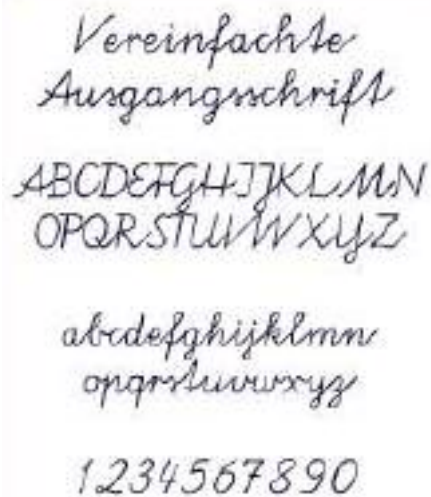 Vereinfachte
Ausgangsschrift
ABCDEFGHIJKLMN
OPQRSTUVWXYZ
abcdefghijklmn
opqrstuvwxyz
1234567890